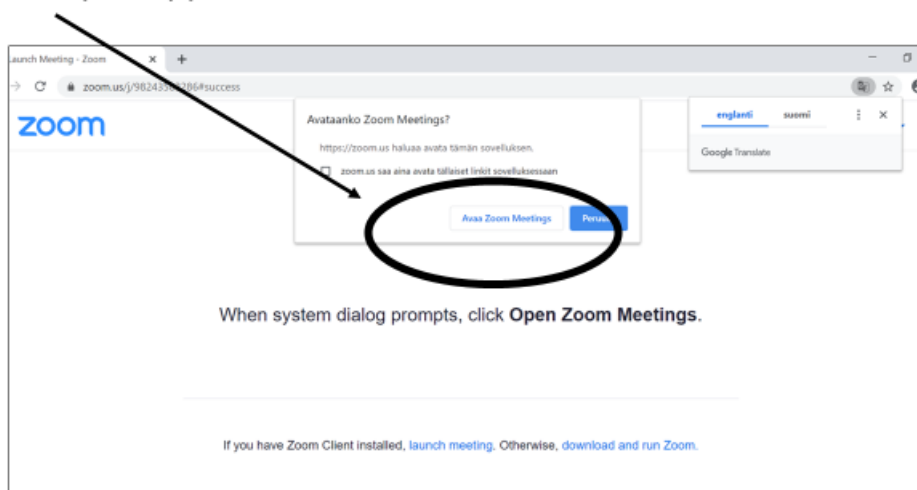 Launch Meeting - Zoom
zoom.us/j/
#success
zoom
Avataanko Zoom Meetings?
https://zoom.us haluaa avata tämän sovelluksen.
zoom.us saa aina avata tällaiset linkit sovelluksessaan
Avaa Zoom Meetings
englanti suomi
Google Translate
When system dialog prompts, click Open Zoom Meetings.
If you have Zoom Client installed, launch meeting. Otherwise, download and run Zoom.